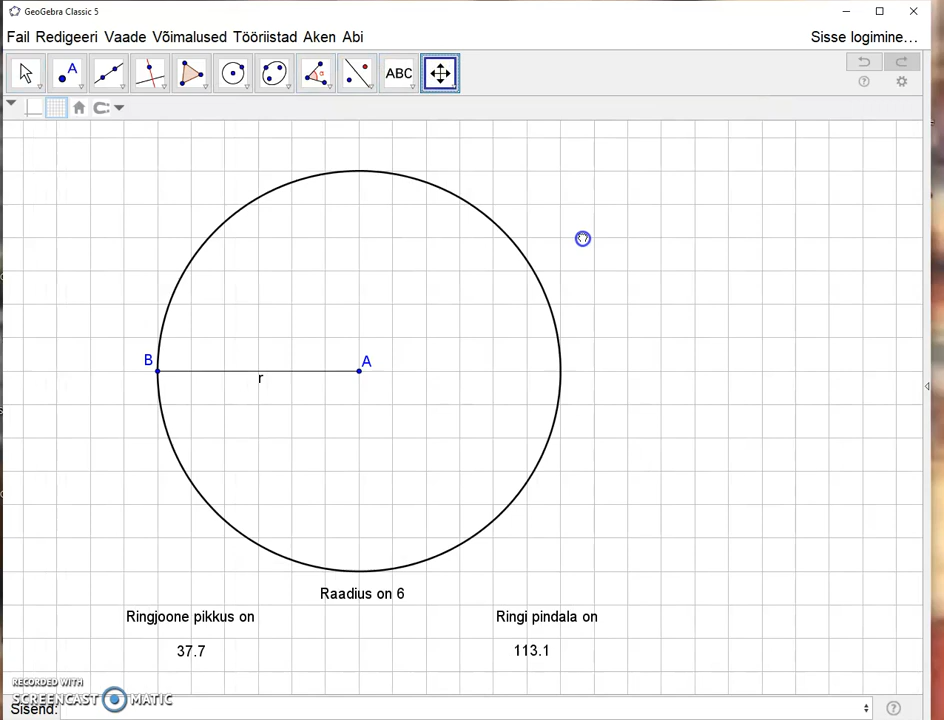 GeoGebra Classic 5
Fail Redigeeri Vaade Võimalused Tööriistad Aken Abi
Sisse logimine…
A
ABC
B
A
r
Raadius on 6
Ringjoone pikkus on
Ringi pindala on
37.7
113.1
RECORDED WITH
SCREENCAST MATIC
Sisend: